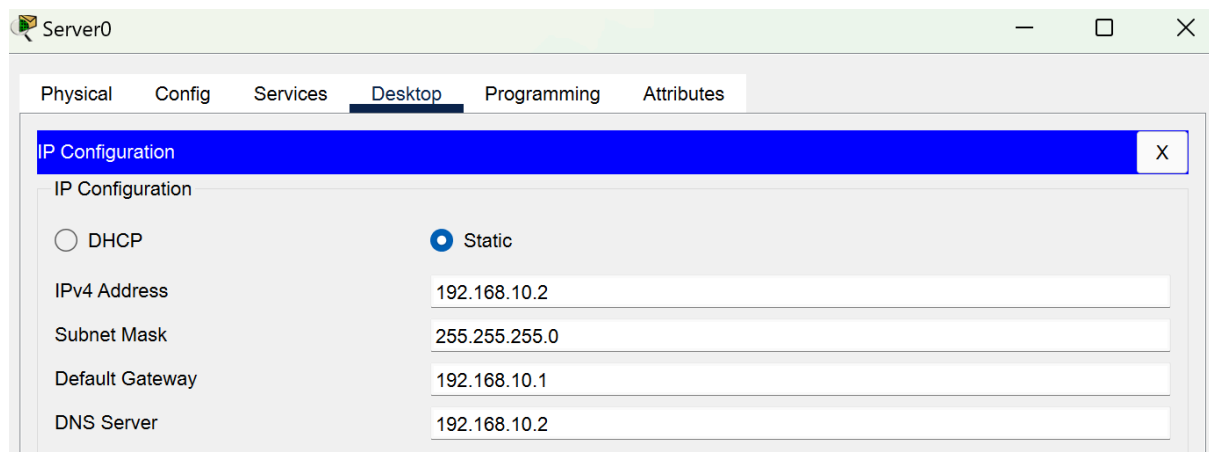 Server0
Physical Config Services Desktop Programming Attributes
IP Configuration X
IP Configuration
DHCP Static
IPv4 Address 192.168.10.2
Subnet Mask 255.255.255.0
Default Gateway 192.168.10.1
DNS Server 192.168.10.2